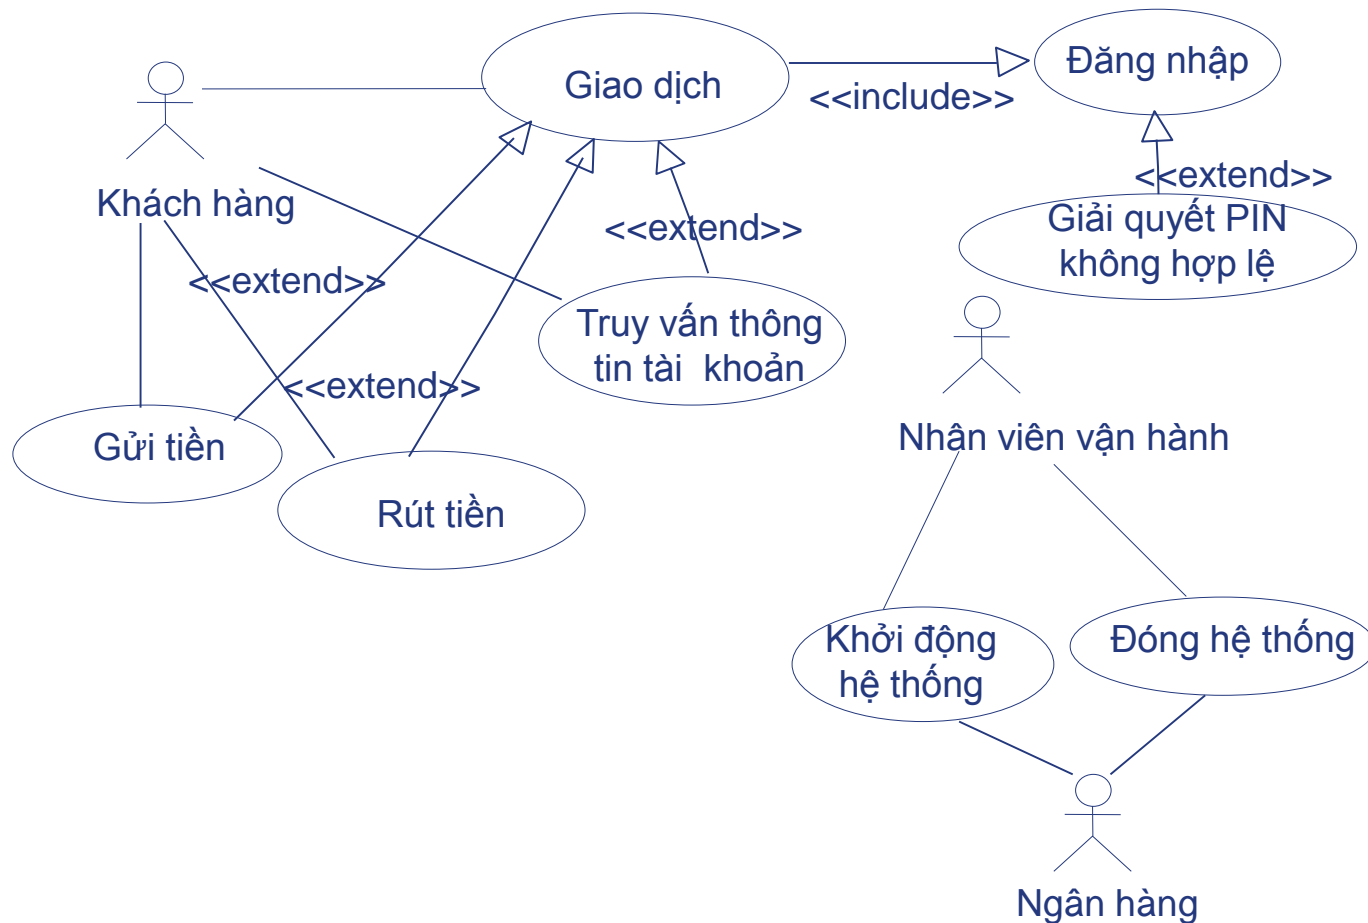 Giao dịch
Đăng nhập
<<include>>
<<extend>>
Giải quyết PIN
không hợp lệ
Khách hàng
<<extend>>
<<extend>>
Truy vấn thông
tin tài khoản
<<extend>>
Gửi tiền
Rút tiền
Nhân viên vận hành
Khởi động
hệ thống
Đóng hệ thống
Ngân hàng